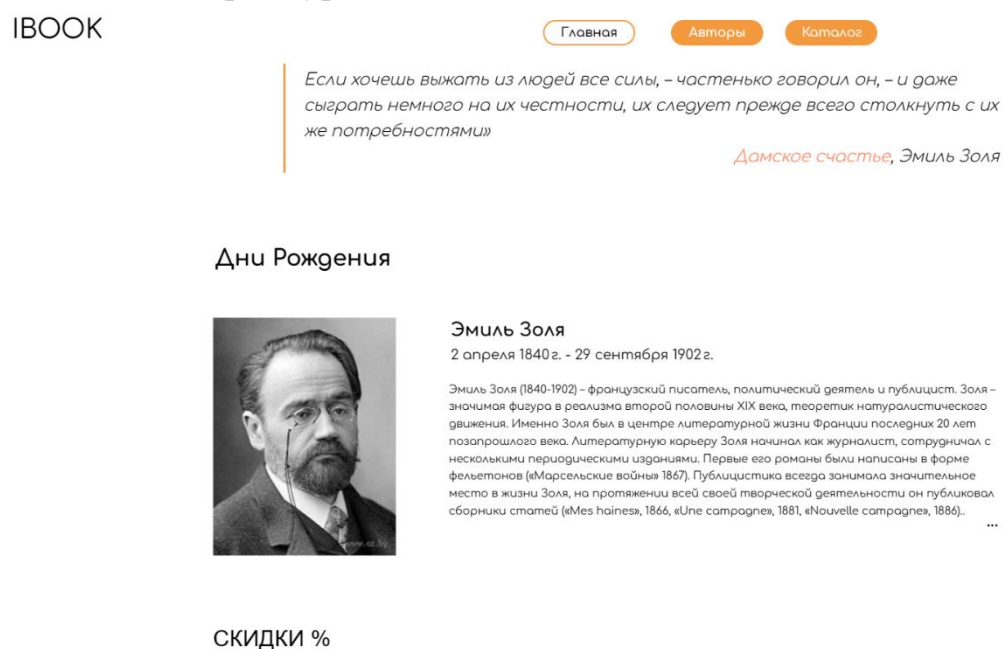 IBOOK
Главная Авторы Каталог
Если хочешь выжать из людей все силы, – частенько говорил он, – и даже
сыграть немного на их честности, их следует прежде всего столкнуть с их
же потребностями»
Дамское счастье, Эмиль Золя
Дни Рождения
Эмиль Золя
2 апреля 1840 г. - 29 сентября 1902 г.
Эмиль Золя (1840-1902) – французский писатель, политический деятель и публицист. Золя –
значимая фигура в реализма второй половины XIX века, теоретик натуралистического
движения. Именно Золя был в центре литературной жизни Франции последних 20 лет
позапрошлого века. Литературную карьеру Золя начинал как журналист, сотрудничал с
несколькими периодическими изданиями. Первые его романы были написаны в форме
фельетонов («Марсельские войны» 1867). Публицистика всегда занимала значительное
место в жизни Золя, на протяжении всей своей творческой деятельности он публиковал
сборники статей («Mes haines», 1866, «Une campagne», 1881, «Nouvelle campagne», 1886)..
...
www.oz.by
СКИДКИ %